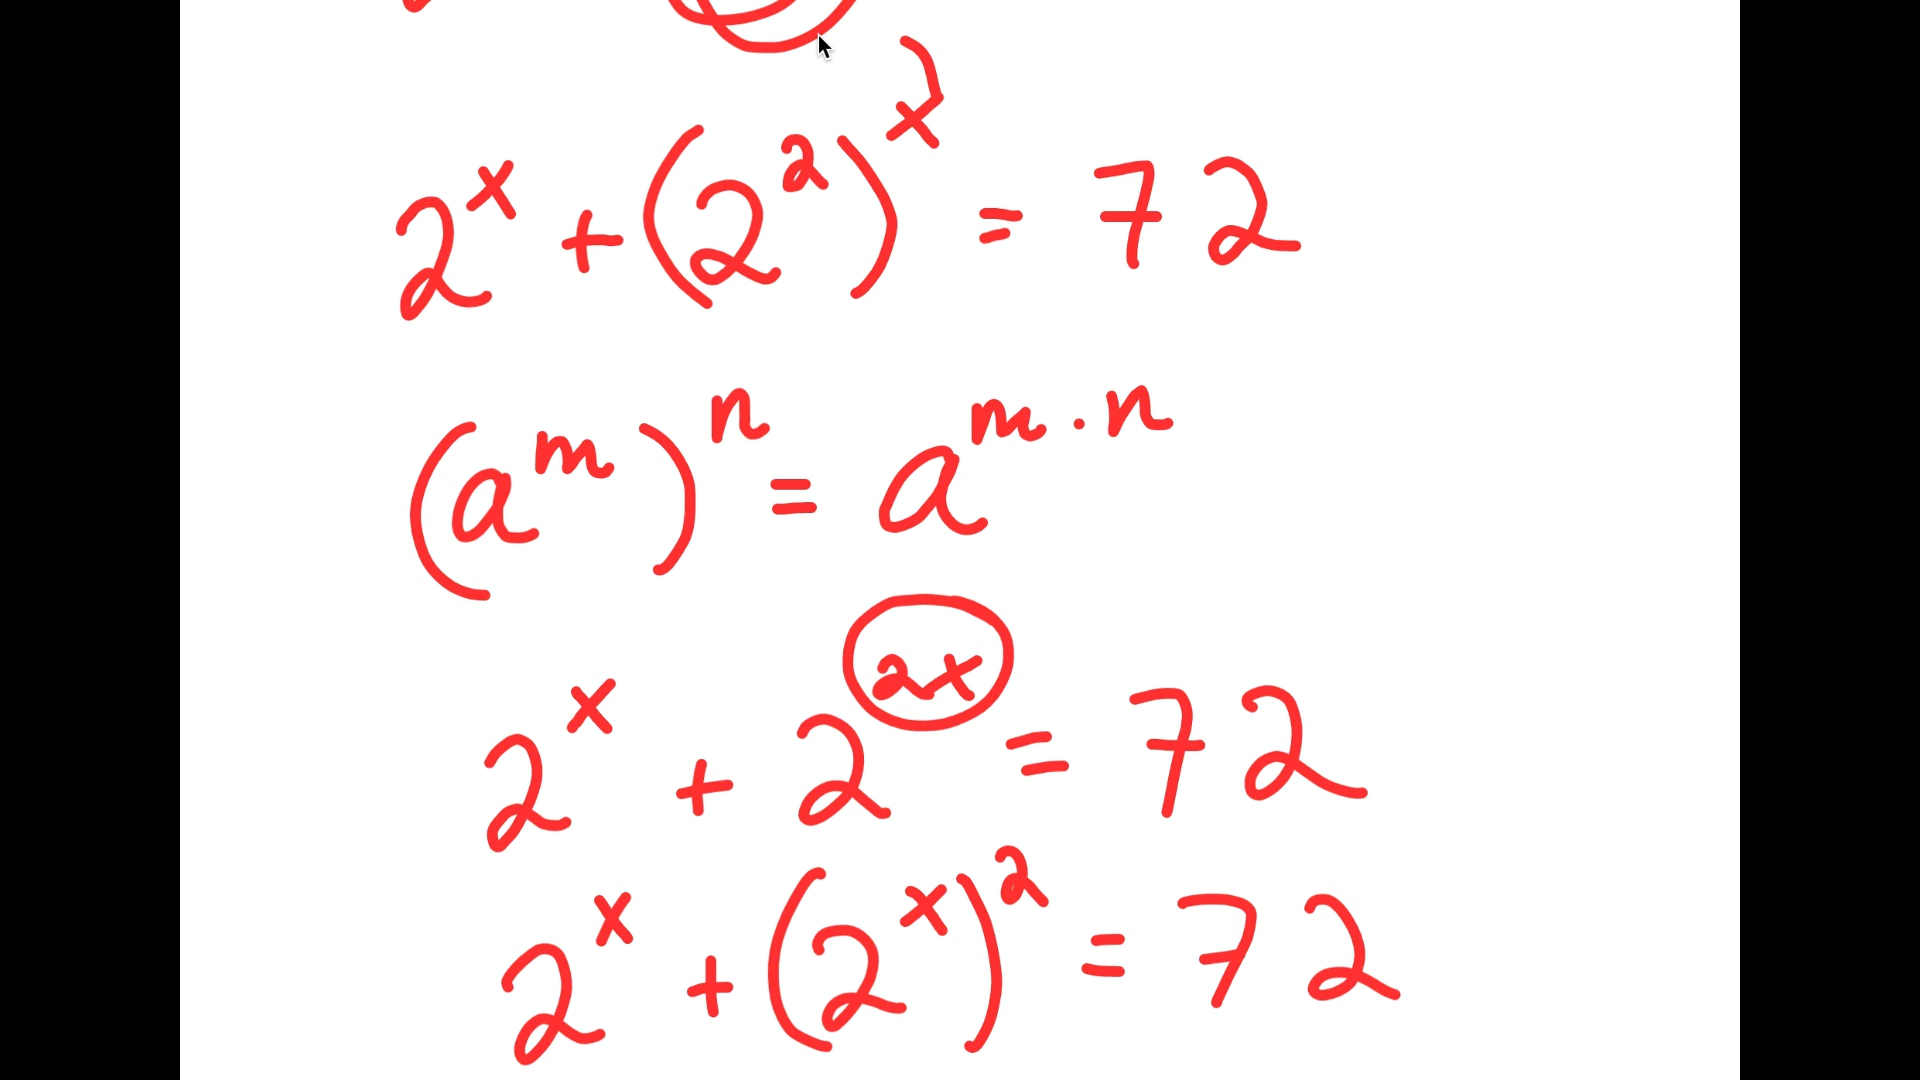 2^x + (2^2)^x = 72
(a^m)^n = a^{m·n}
2^x + 2^{2x} = 72
2^x + (2^x)^2 = 72